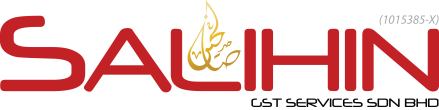 (1015385-X)
SALIHIN
GST SERVICES SDN BHD